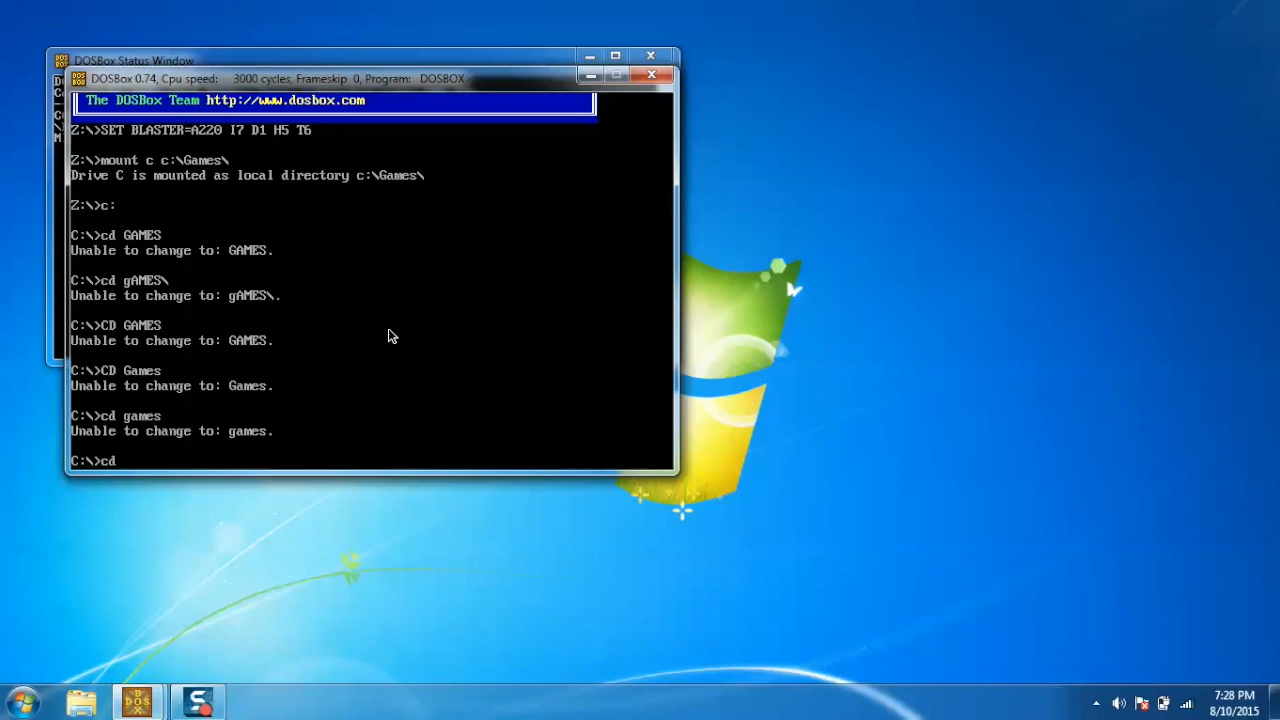 DOSBox Status Window
DOSBox 0.74, Cpu speed: 3000 cycles, Frameskip 0, Program: DOSBOX
The DOSBox Team http://www.dosbox.com
Z:\>SET BLASTER=A220 I7 D1 H5 T6
Z:\>mount c c:\Games\
Drive C is mounted as local directory c:\Games\
Z:\>c:
C:\>cd GAMES
Unable to change to: GAMES.
C:\>cd gAMES\
Unable to change to: gAMES\.
C:\>CD GAMES
Unable to change to: GAMES.
C:\>CD Games
Unable to change to: Games.
C:\>cd games
Unable to change to: games.
C:\>cd
7:28 PM
8/10/2015